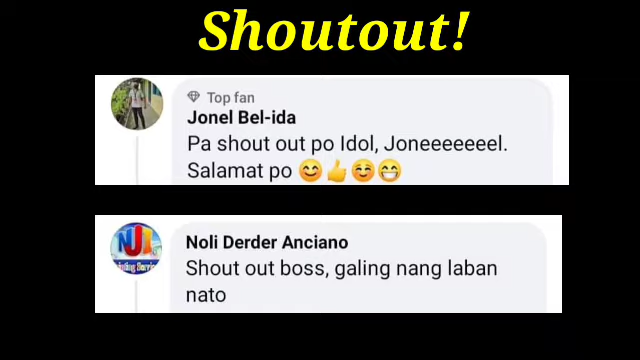 Shoutout!
Top fan
Jonel Bel-ida
Pa shout out po Idol, Joneeeeeeel.
Salamat po 😊👍☺️😁
NJ
Noli Derder Anciano
Shout out boss, galing nang laban
nato